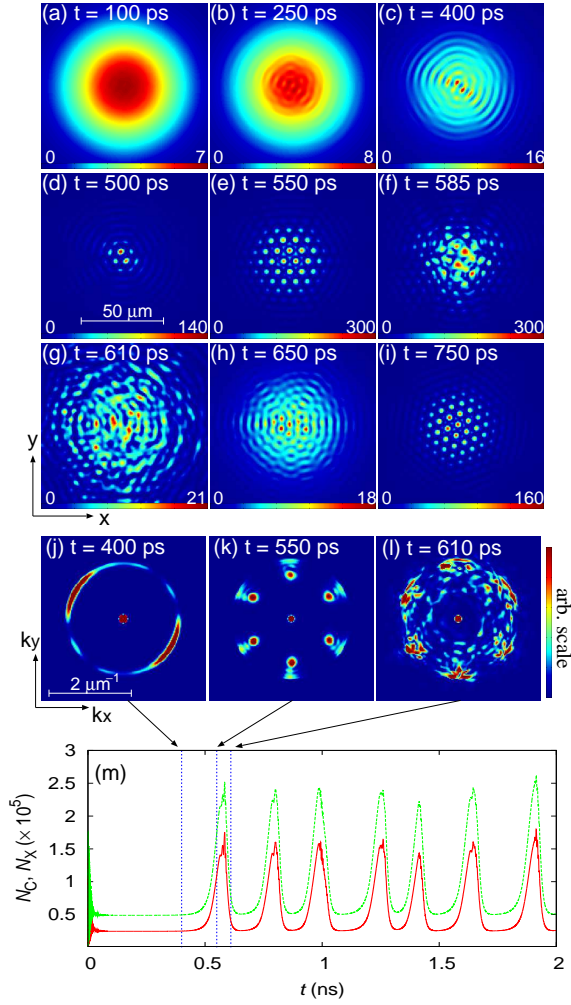 (a) t = 100 ps (b) t = 250 ps (c) t = 400 ps
0 7 0 8 0 16
(d) t = 500 ps (e) t = 550 ps (f) t = 585 ps
50 μm
0 140 0 300 0 300
(g) t = 610 ps (h) t = 650 ps (i) t = 750 ps
y
0 21 0 18 0 160
x
(j) t = 400 ps (k) t = 550 ps (l) t = 610 ps
arb. scale
ky
2 μm⁻¹
kx
(m)
N_C, N_X (× 10⁵)
3
2.5
2
1.5
1
0.5
0 0.5 1 1.5 2
t (ns)